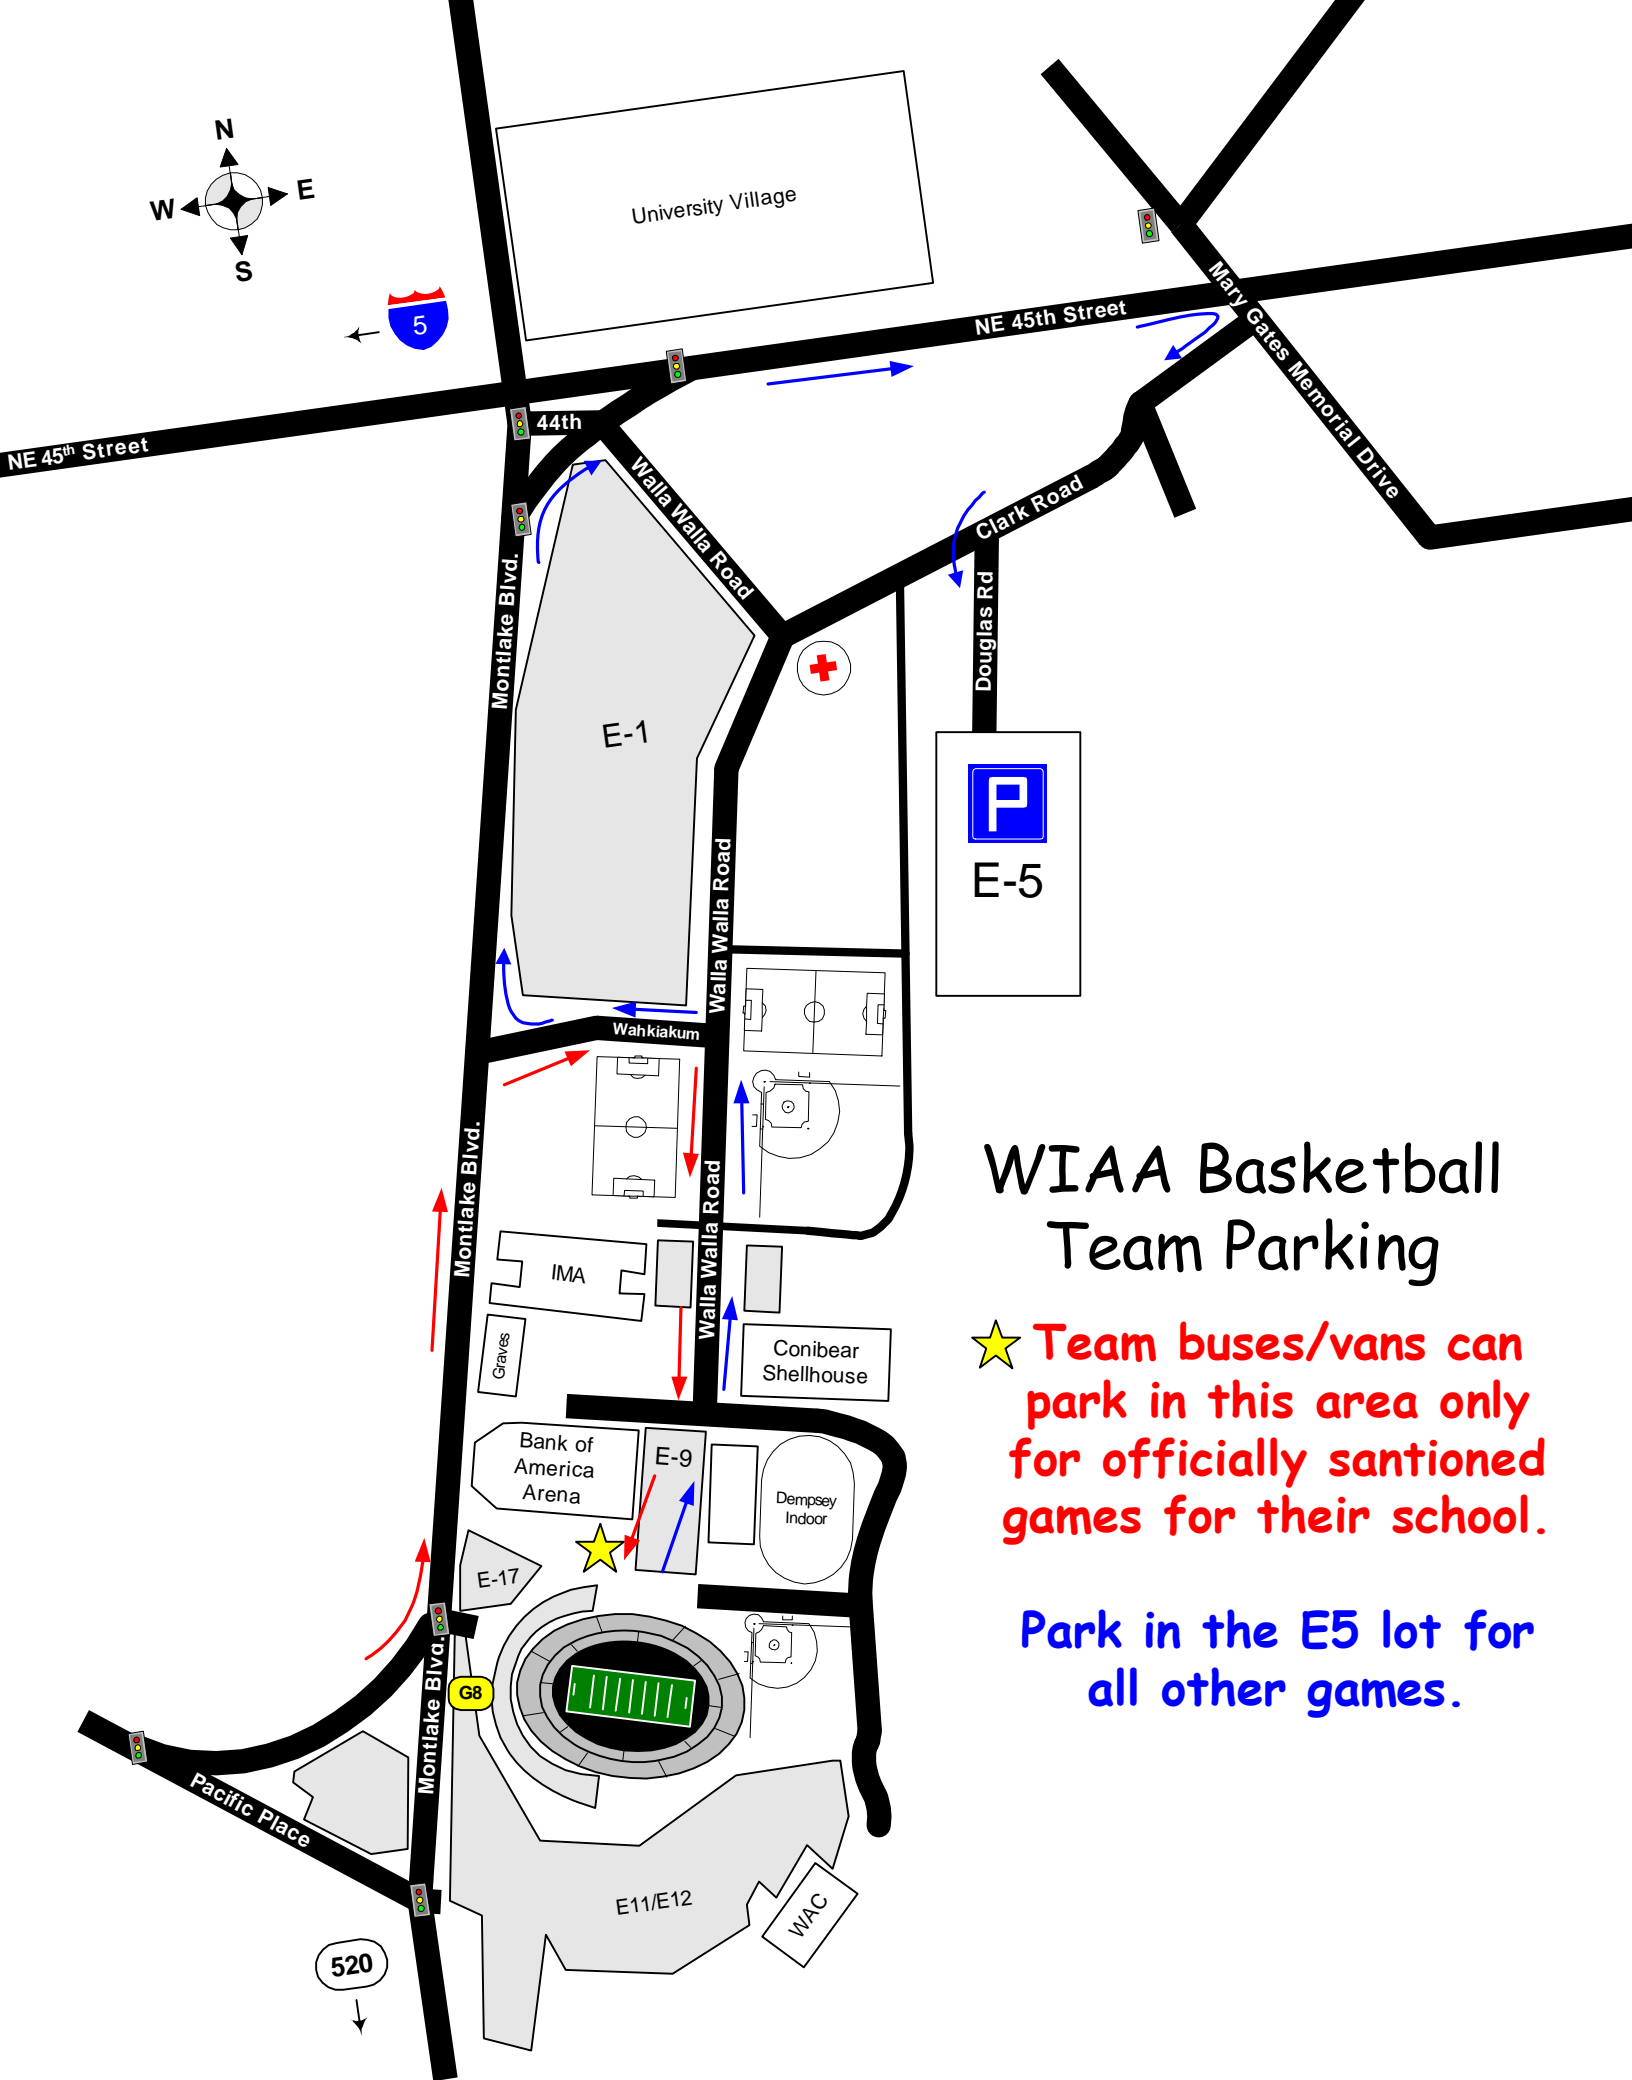 N
W
E
S
5
University Village
NE 45th Street
NE 45th Street
44th
Mary Gates Memorial Drive
Walla Walla Road
Clark Road
Montlake Blvd.
Douglas Rd
E-1
P
E-5
Walla Walla Road
Wahkiakum
Montlake Blvd.
Walla Walla Road
IMA
Graves
Conibear
Shellhouse
Bank of
America
Arena
E-9
Dempsey
Indoor
E-17
G8
Montlake Blvd.
Pacific Place
E11/E12
WAC
520
WIAA Basketball
Team Parking
Team buses/vans can
park in this area only
for officially santioned
games for their school.
Park in the E5 lot for
all other games.